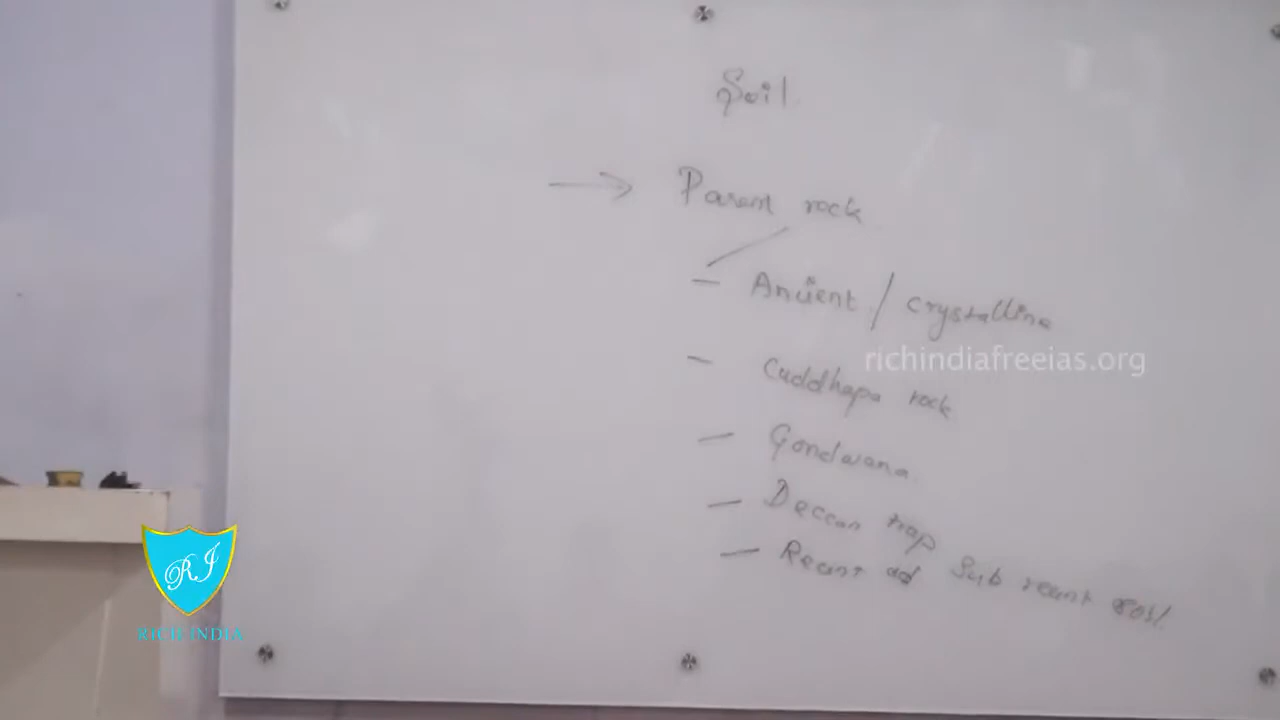 Soil
→ Parent rock
- Ancient / crystalline
richindiafreeias.org
- Cuddhapa rock
- Gondwana
- Deccan trap
- Recent ad Sub recent soil
RI
RICH INDIA